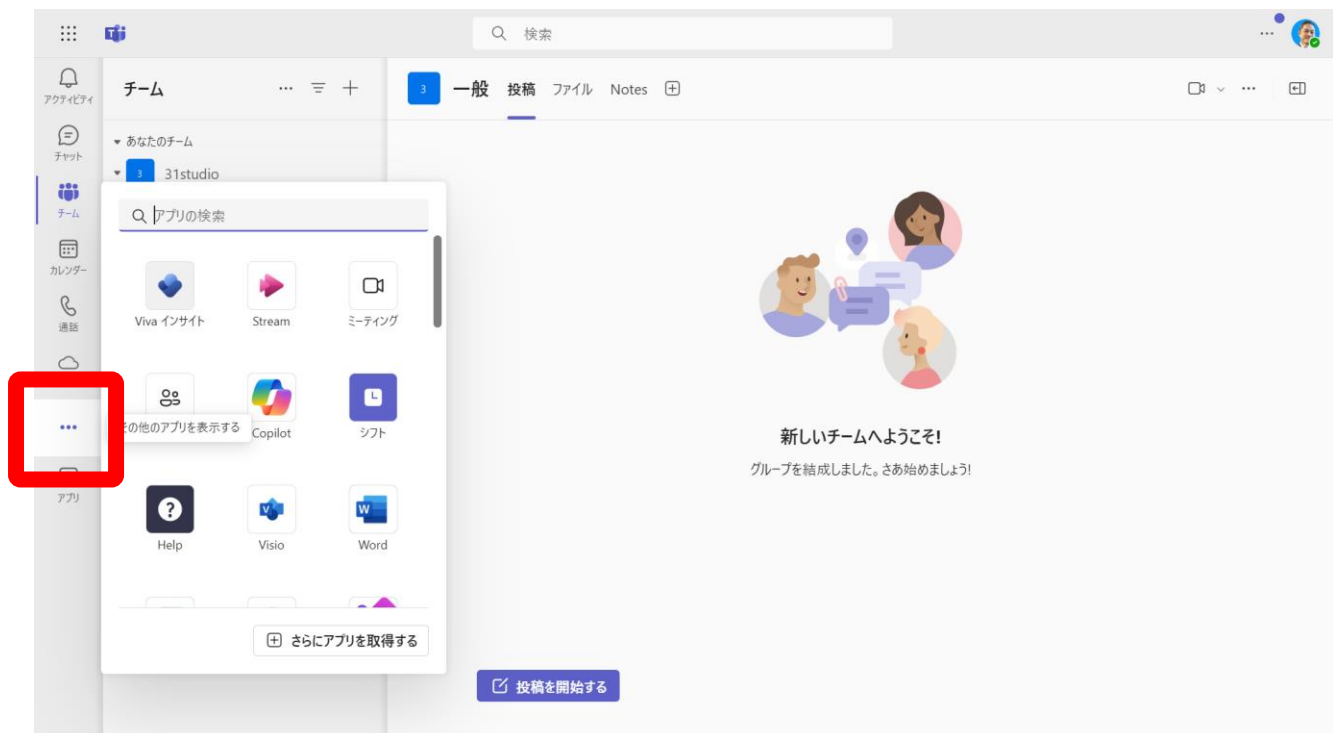 検索
アクティビティ
チャット
チーム
カレンダー
通話
アプリ
チーム
あなたのチーム
3 31studio
アプリの検索
Viva インサイト
Stream
ミーティング
その他のアプリを表示する
Copilot
シフト
Help
Visio
Word
さらにアプリを取得する
3 一般 投稿 ファイル Notes
新しいチームへようこそ!
グループを結成しました。さあ始めましょう!
投稿を開始する